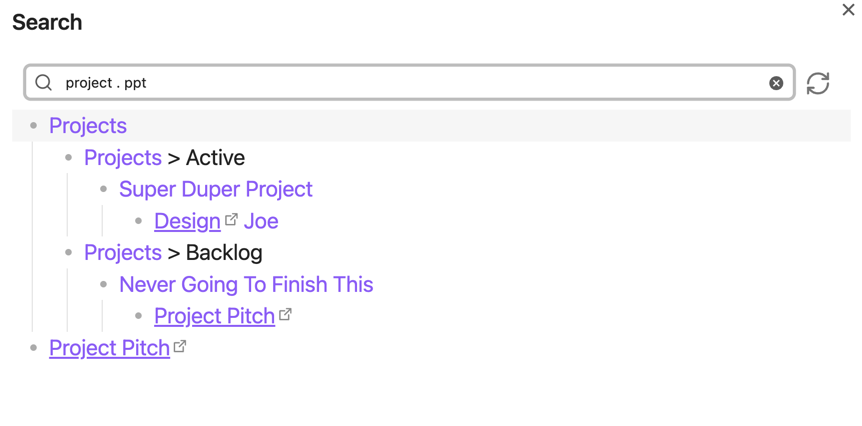 Search
project . ppt
Projects
Projects > Active
Super Duper Project
Design Joe
Projects > Backlog
Never Going To Finish This
Project Pitch
Project Pitch